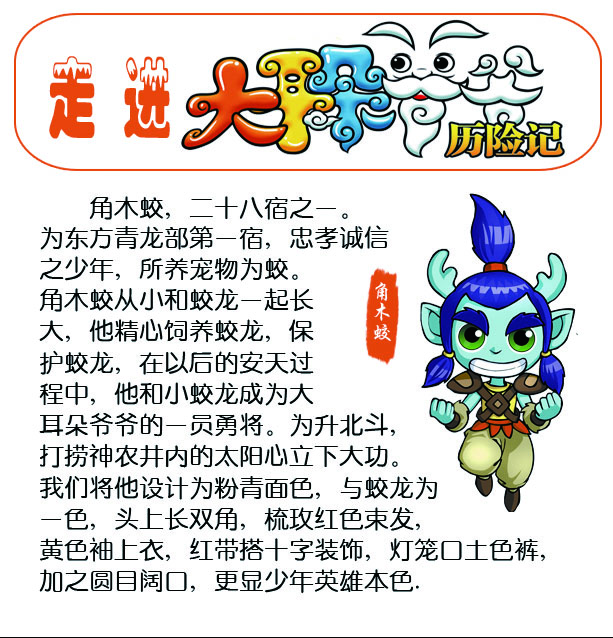 走进大耳朵爷爷
历险记
角木蛟，二十八宿之一。
为东方青龙部第一宿，忠孝诚信
之少年，所养宠物为蛟。
角木蛟从小和蛟龙一起长
大，他精心饲养蛟龙，保
护蛟龙，在以后的安天过
程中，他和小蛟龙成为大
耳朵爷爷的一员勇将。为升北斗，
打捞神农井内的太阳心立下大功。
我们将他设计为粉青面色，与蛟龙为
一色，头上长双角，梳玫红色束发，
黄色袖上衣，红带搭十字装饰，灯笼口土色裤，
加之圆目阔口，更显少年英雄本色.
角木蛟